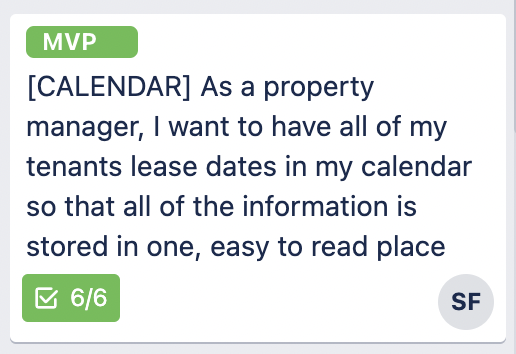 MVP
[CALENDAR] As a property
manager, I want to have all of my
tenants lease dates in my calendar
so that all of the information is
stored in one, easy to read place
6/6
SF